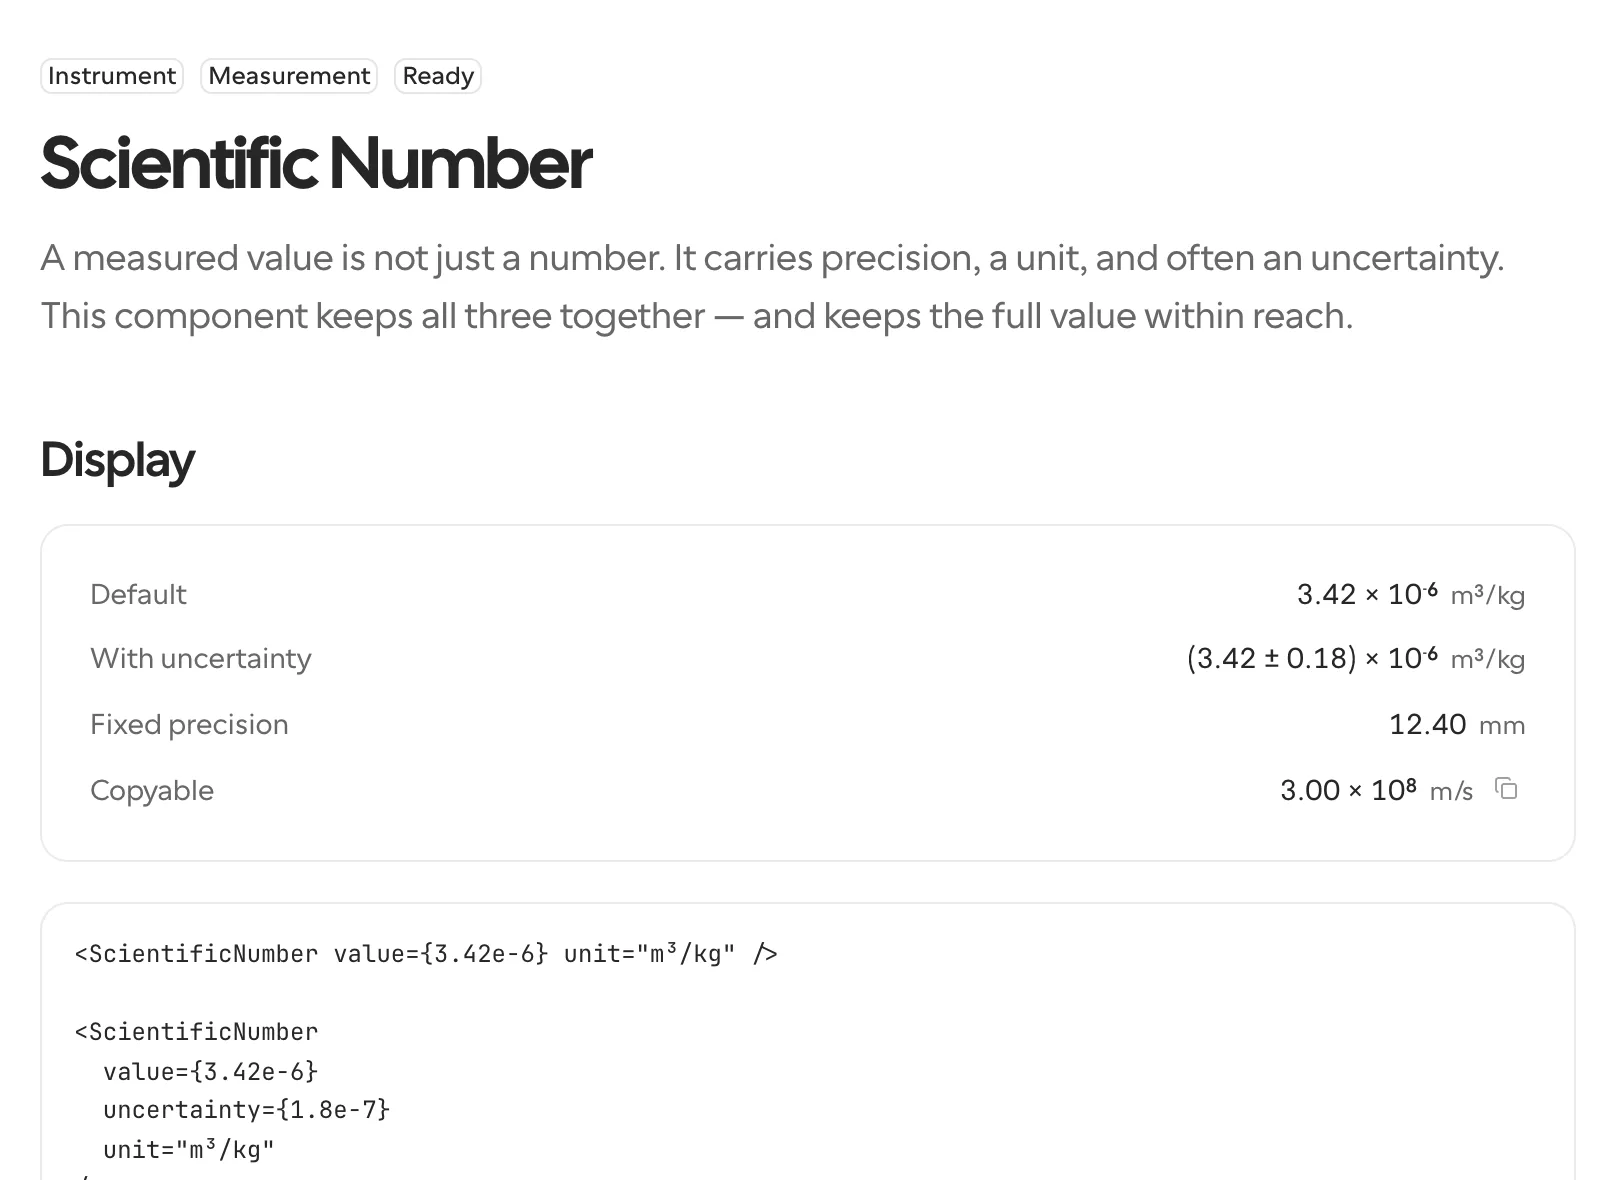 Instrument Measurement Ready
Scientific Number
A measured value is not just a number. It carries precision, a unit, and often an uncertainty.
This component keeps all three together — and keeps the full value within reach.
Display
Default 3.42 × 10⁻⁶ m³/kg
With uncertainty (3.42 ± 0.18) × 10⁻⁶ m³/kg
Fixed precision 12.40 mm
Copyable 3.00 × 10⁸ m/s
<ScientificNumber value={3.42e-6} unit="m³/kg" />
<ScientificNumber
  value={3.42e-6}
  uncertainty={1.8e-7}
  unit="m³/kg"